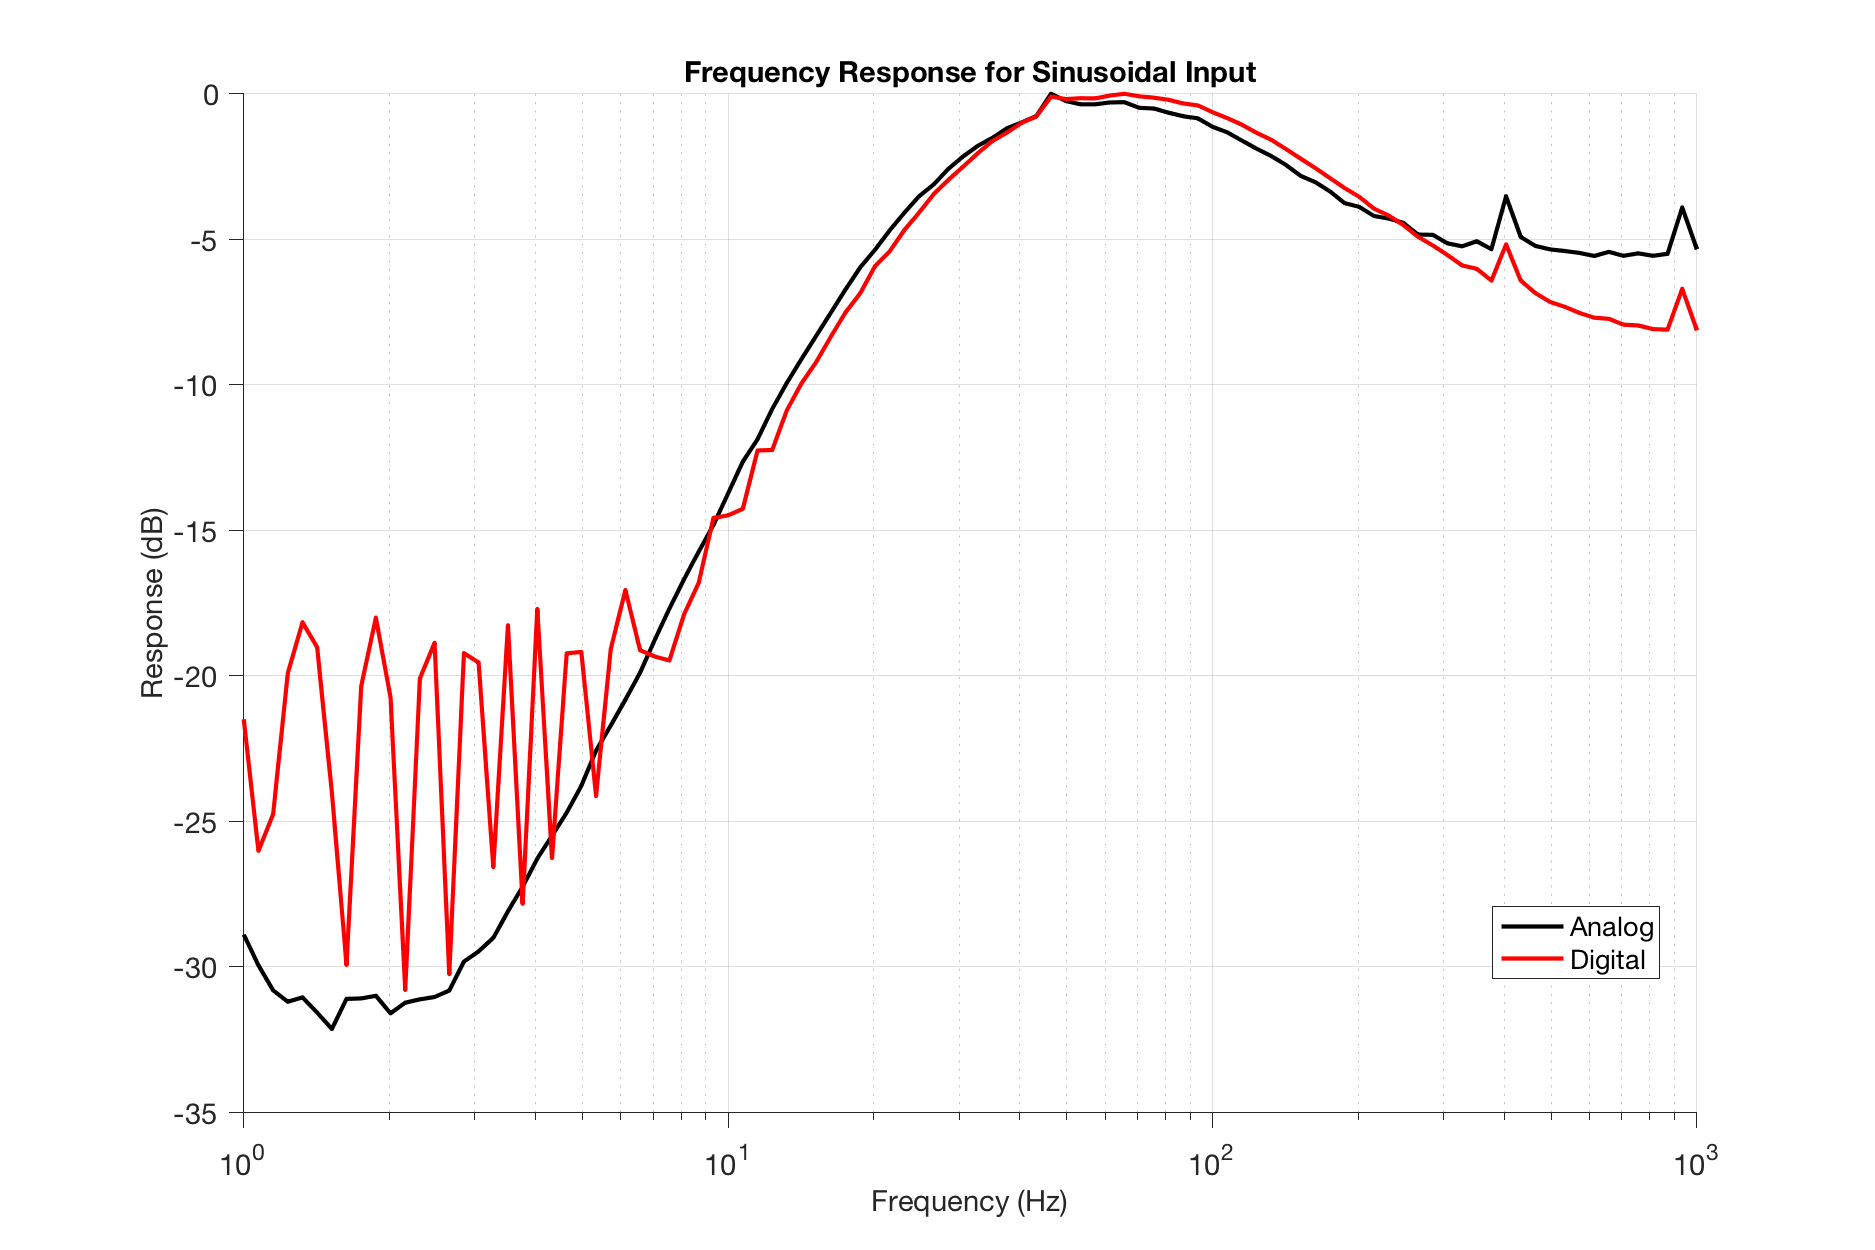 Frequency Response for Sinusoidal Input
0
-5
-10
-15
-20
-25
-30
-35
Response (dB)
10^0
10^1
10^2
10^3
Frequency (Hz)
Analog
Digital